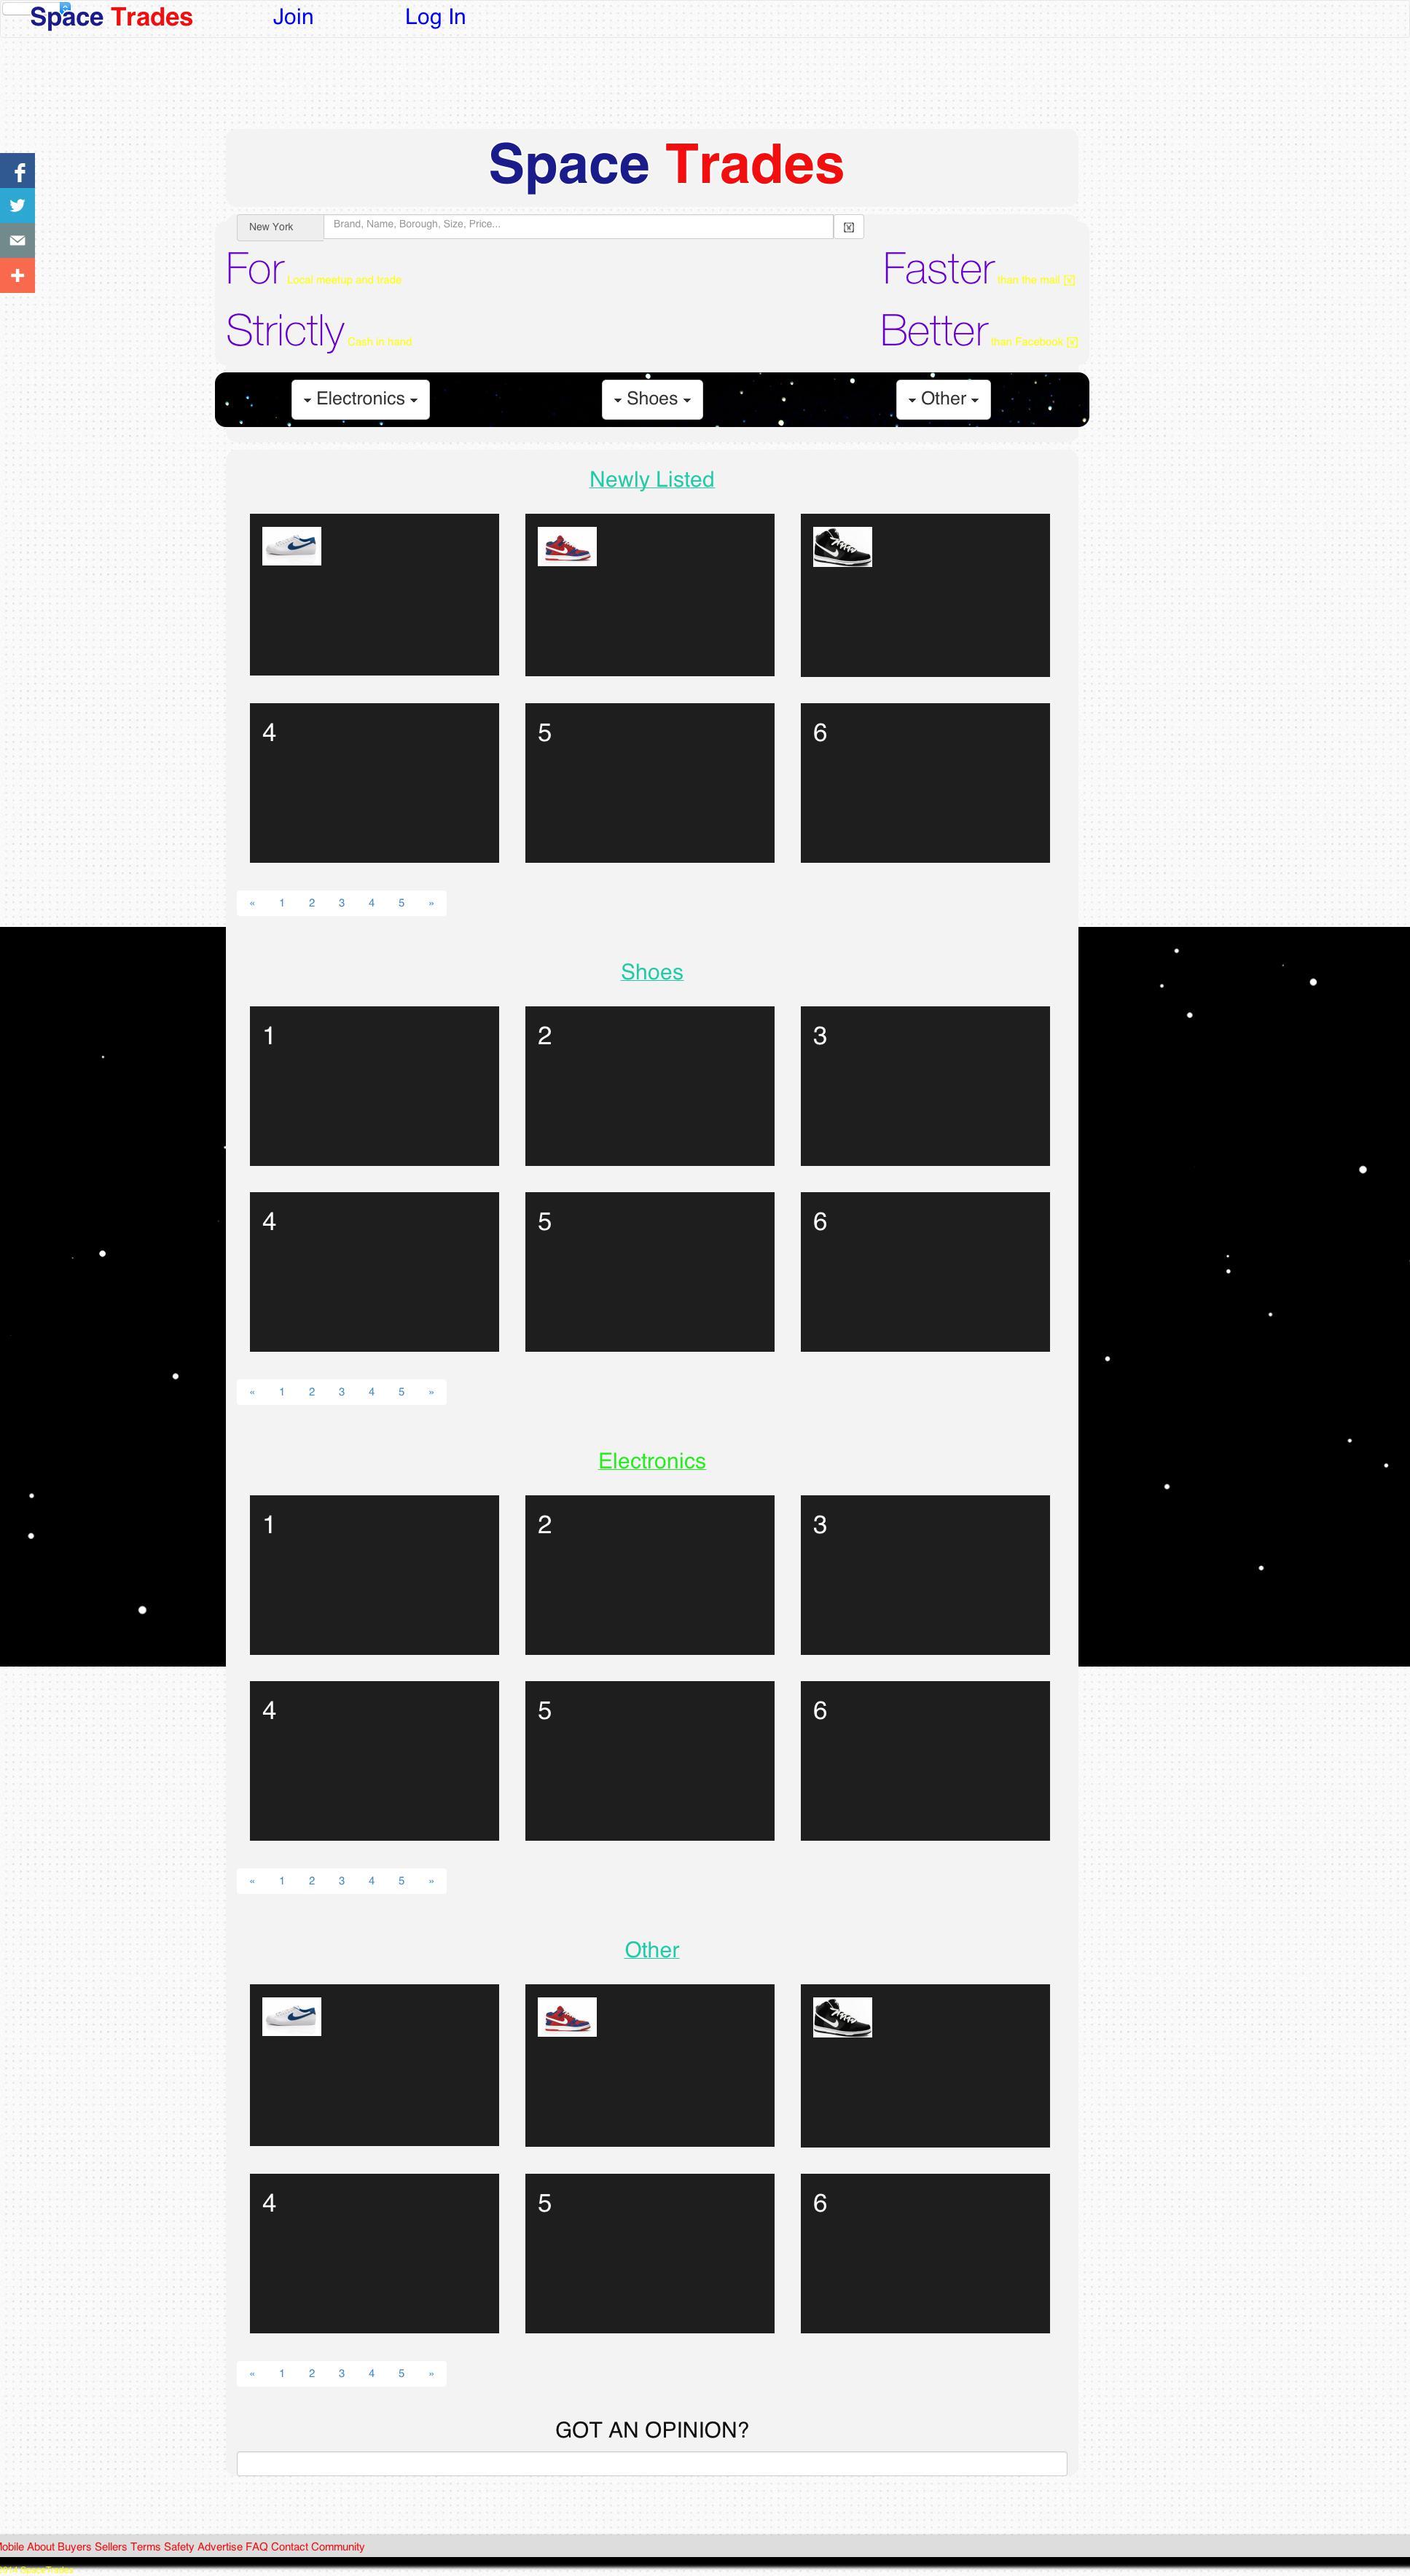 Space Trades Join Log In
Space Trades
New York Brand, Name, Borough, Size, Price...
For Local meetup and trade Faster than the mail
Strictly Cash in hand Better than Facebook
Electronics Shoes Other
Newly Listed
4 5 6
« 1 2 3 4 5 »
Shoes
1 2 3
4 5 6
« 1 2 3 4 5 »
Electronics
1 2 3
4 5 6
« 1 2 3 4 5 »
Other
4 5 6
« 1 2 3 4 5 »
GOT AN OPINION?
About Buyers Sellers Terms Safety Advertise FAQ Contact Community